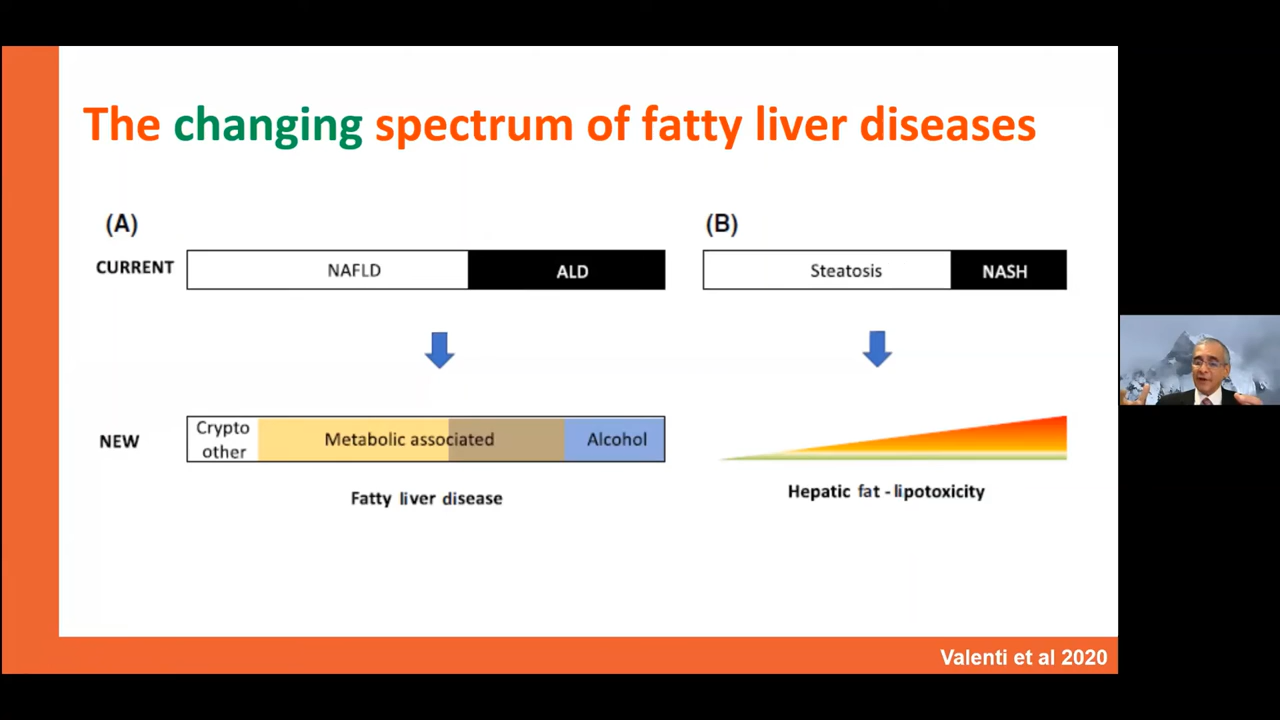 The changing spectrum of fatty liver diseases
(A)
CURRENT
NAFLD
ALD
NEW
Crypto
other
Metabolic associated
Alcohol
Fatty liver disease
(B)
Steatosis
NASH
Hepatic fat - lipotoxicity
Valenti et al 2020